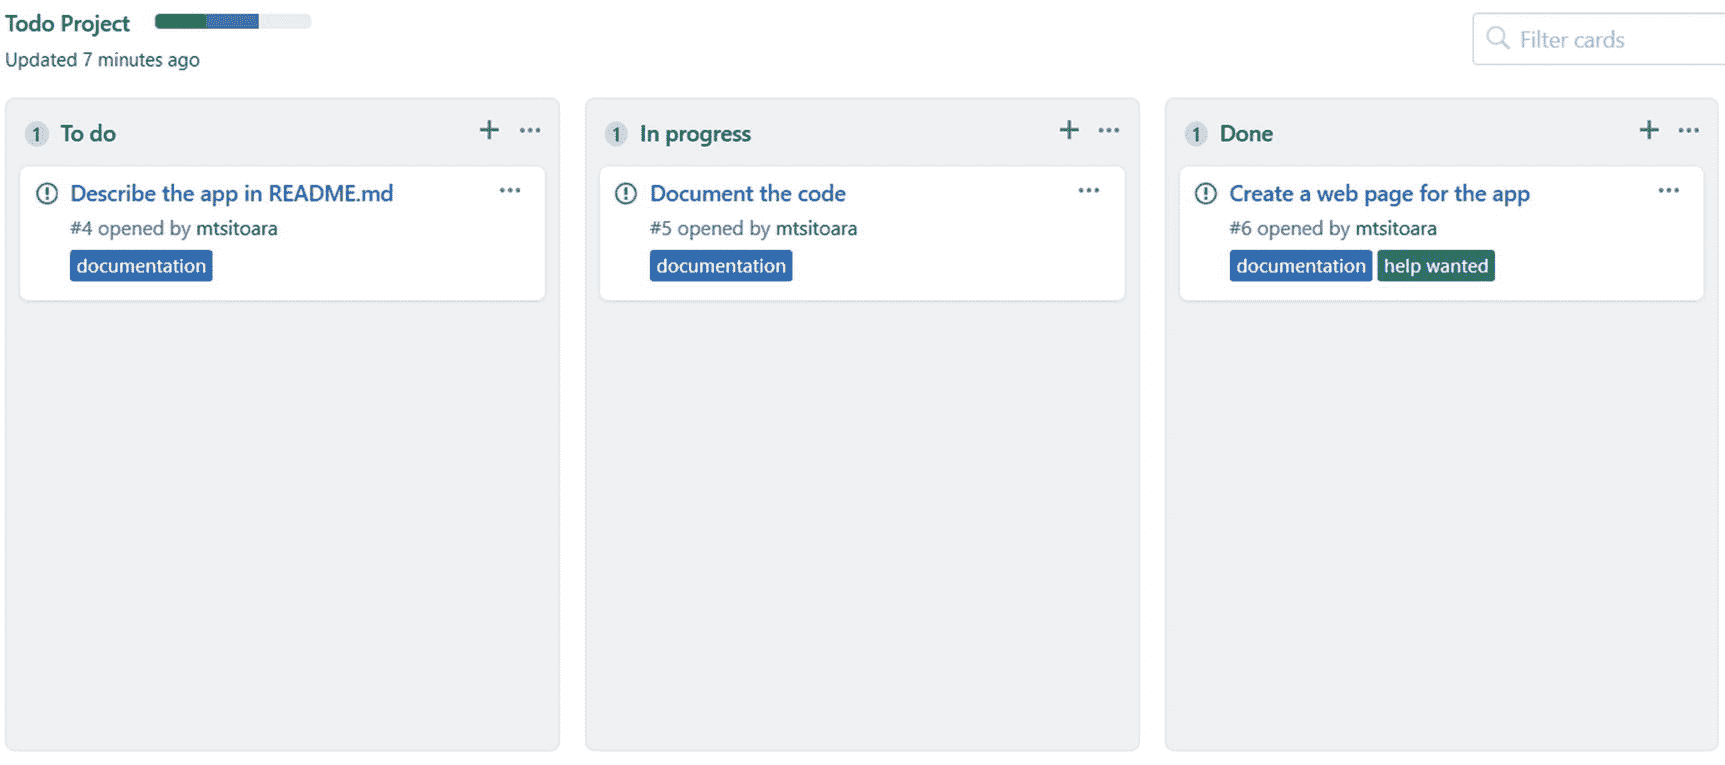 Todo Project
Updated 7 minutes ago
Filter cards
1 To do
Describe the app in README.md
#4 opened by mtsitoara
documentation
1 In progress
Document the code
#5 opened by mtsitoara
documentation
1 Done
Create a web page for the app
#6 opened by mtsitoara
documentation help wanted